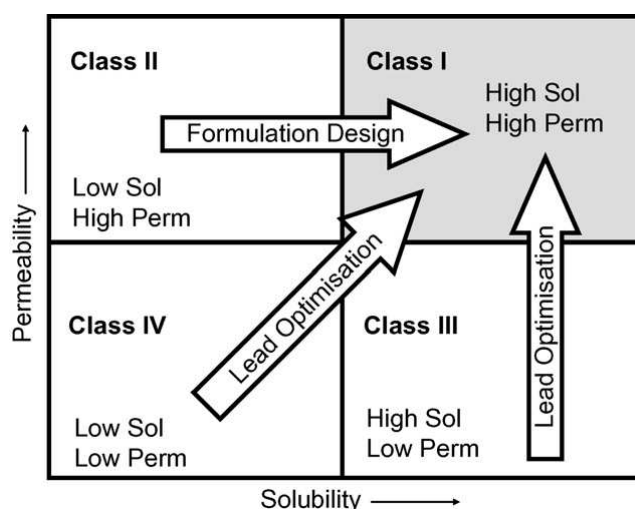 Class II
Class I
High Sol
High Perm
Formulation Design
Low Sol
High Perm
Permeability
Class IV
Lead Optimisation
Class III
Lead Optimisation
Low Sol
Low Perm
High Sol
Low Perm
Solubility